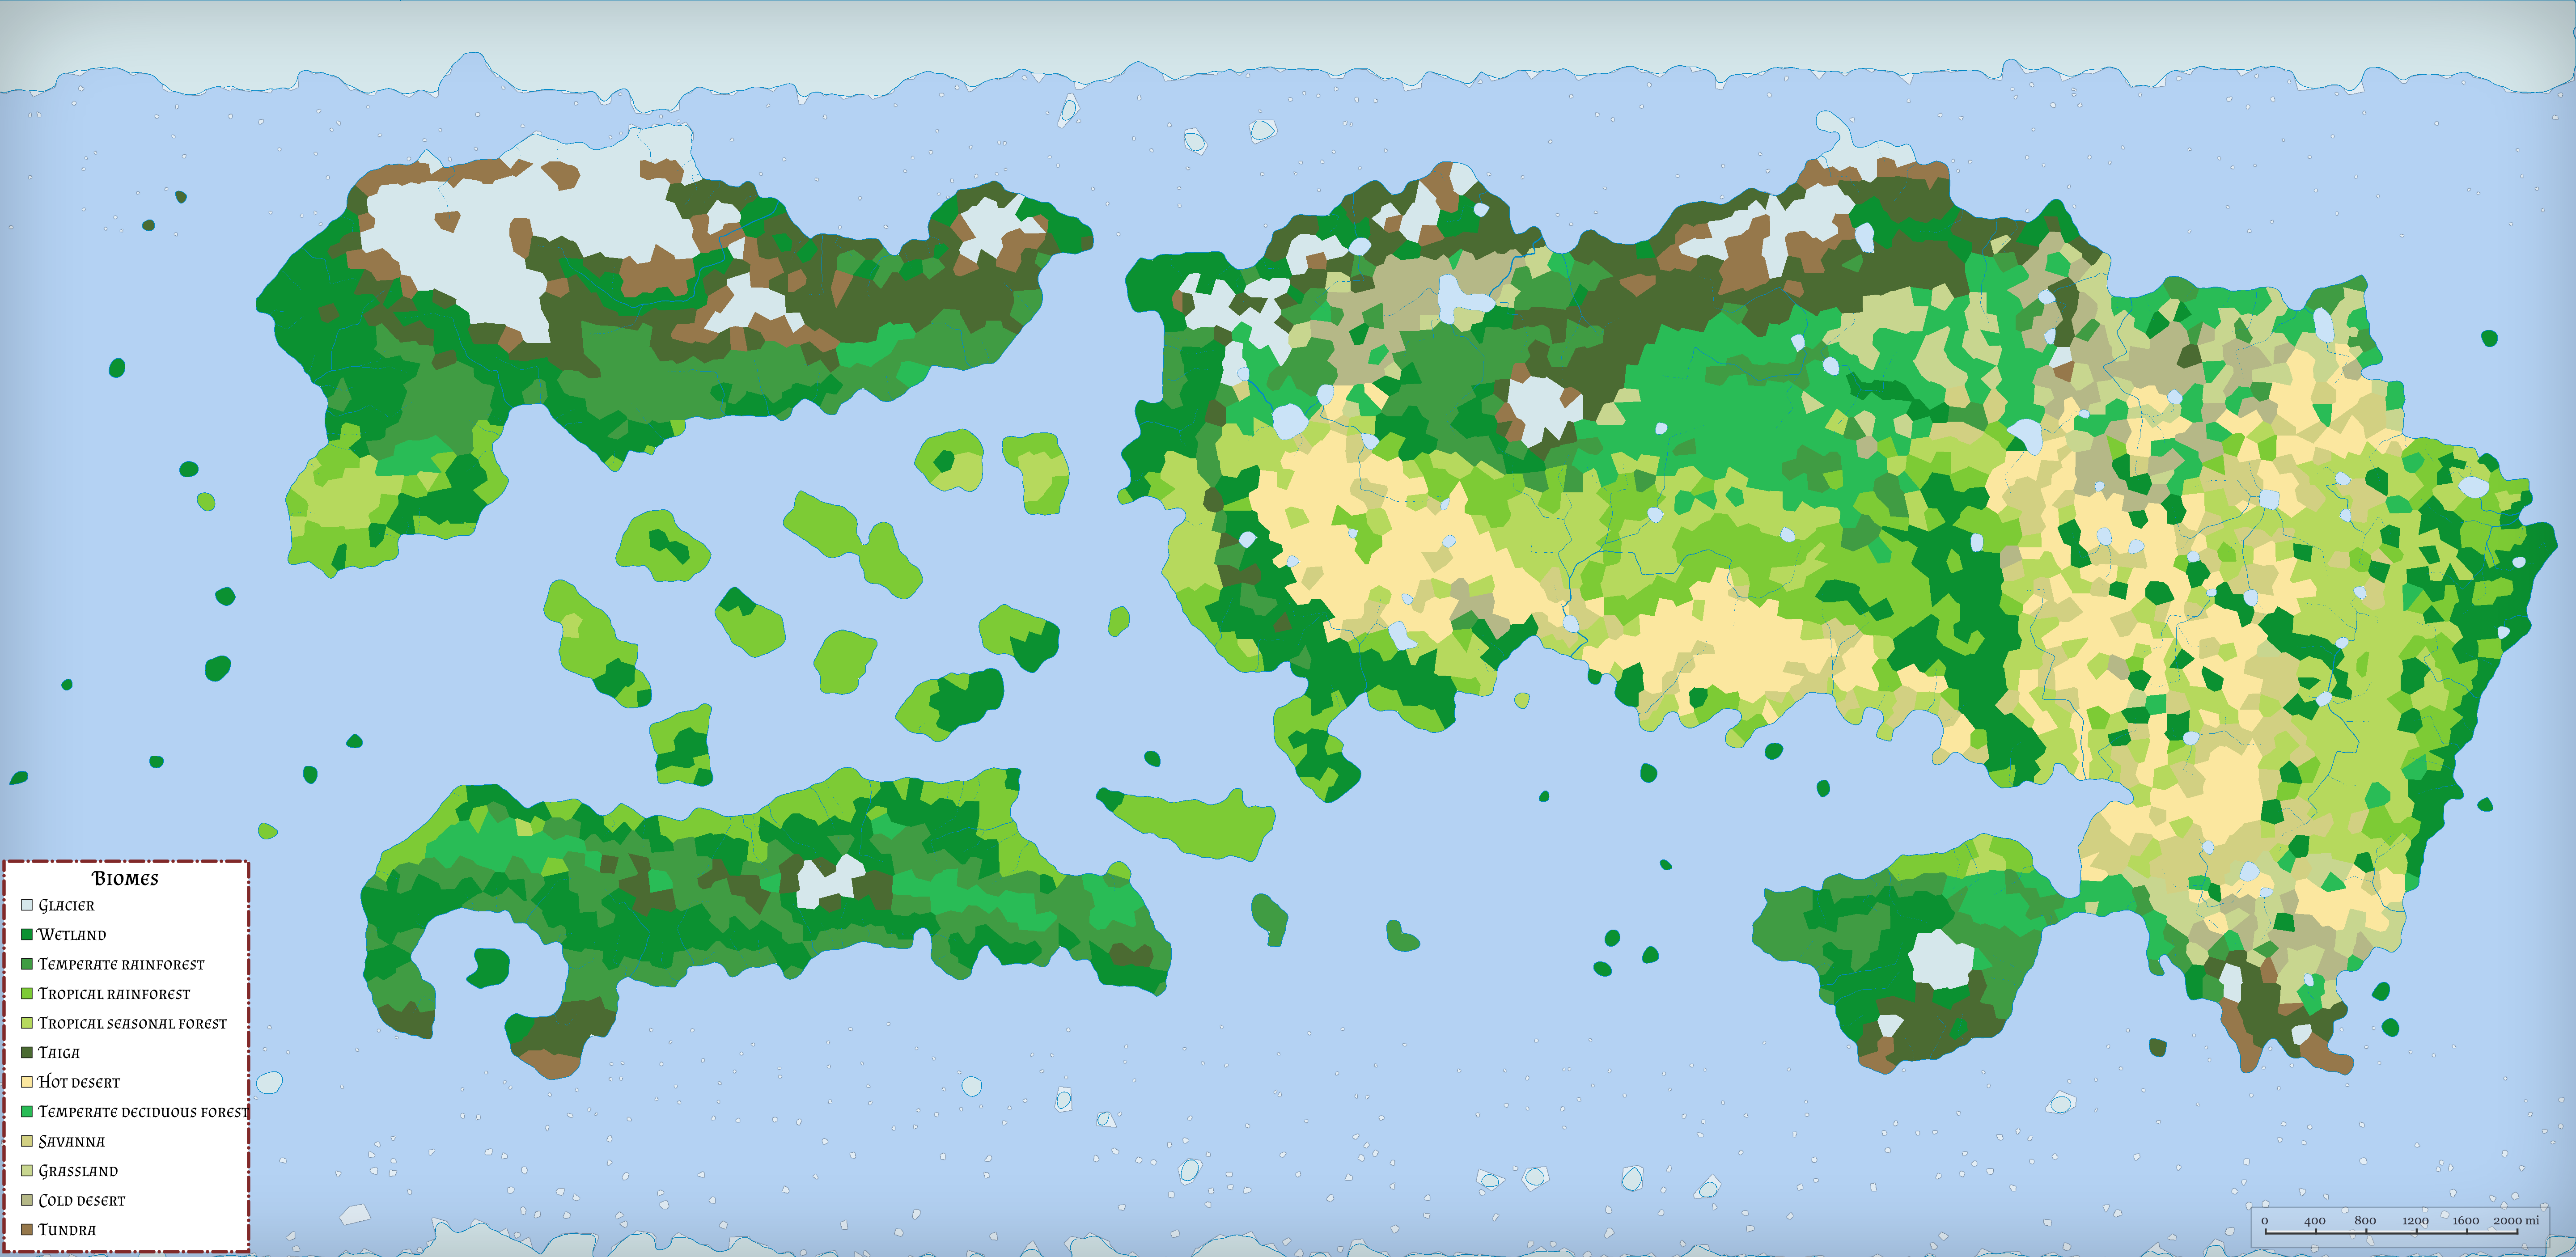 Biomes
Glacier
Wetland
Temperate rainforest
Tropical rainforest
Tropical seasonal forest
Taiga
Hot desert
Temperate deciduous forest
Savanna
Grassland
Cold desert
Tundra
0 400 800 1200 1600 2000 mi